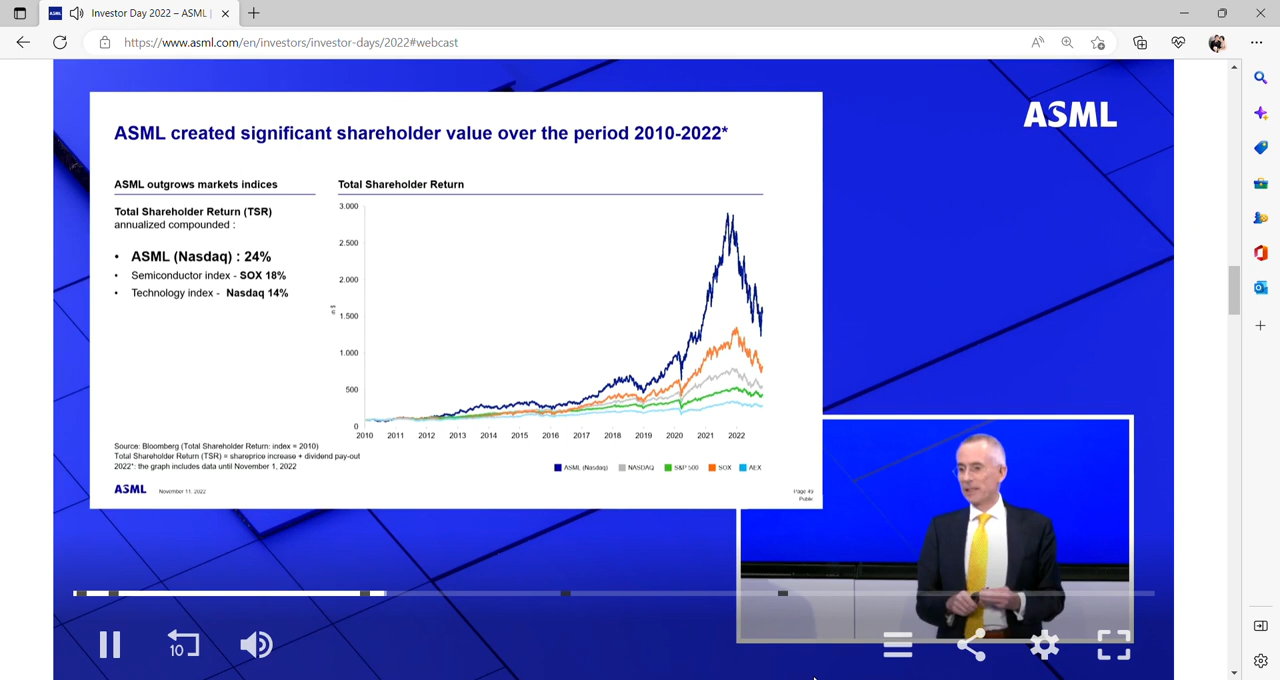 Investor Day 2022 – ASML |
https://www.asml.com/en/investors/investor-days/2022#webcast
ASML
ASML created significant shareholder value over the period 2010-2022*
ASML outgrows markets indices
Total Shareholder Return (TSR)
annualized compounded :
• ASML (Nasdaq) : 24%
• Semiconductor index - SOX 18%
• Technology index - Nasdaq 14%
Total Shareholder Return
3.000
2.500
2.000
in $
1.500
1.000
500
0
2010 2011 2012 2013 2014 2015 2016 2017 2018 2019 2020 2021 2022
ASML (Nasdaq) NASDAQ S&P 500 SOX AEX
Source: Bloomberg (Total Shareholder Return: index = 2010)
Total Shareholder Return (TSR) = shareprice increase + dividend pay-out
2022*: the graph includes data until November 1, 2022
ASML
November 11, 2022
Page 49
Public
10